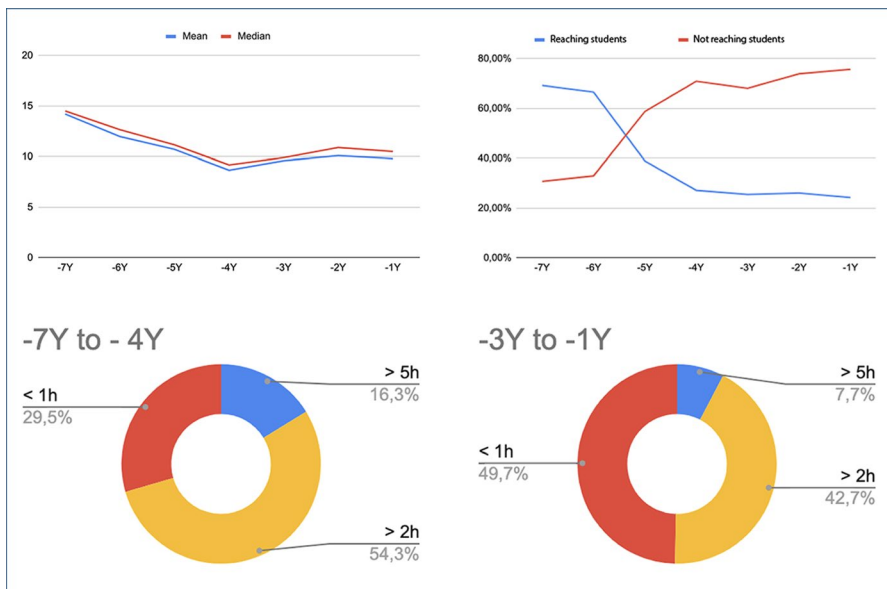 Mean Median
20
15
10
5
0
-7Y -6Y -5Y -4Y -3Y -2Y -1Y
Reaching students Not reaching students
80,00%
60,00%
40,00%
20,00%
0,00%
-7Y -6Y -5Y -4Y -3Y -2Y -1Y
-7Y to - 4Y
> 5h
16,3%
< 1h
29,5%
> 2h
54,3%
-3Y to -1Y
> 5h
7,7%
< 1h
49,7%
> 2h
42,7%